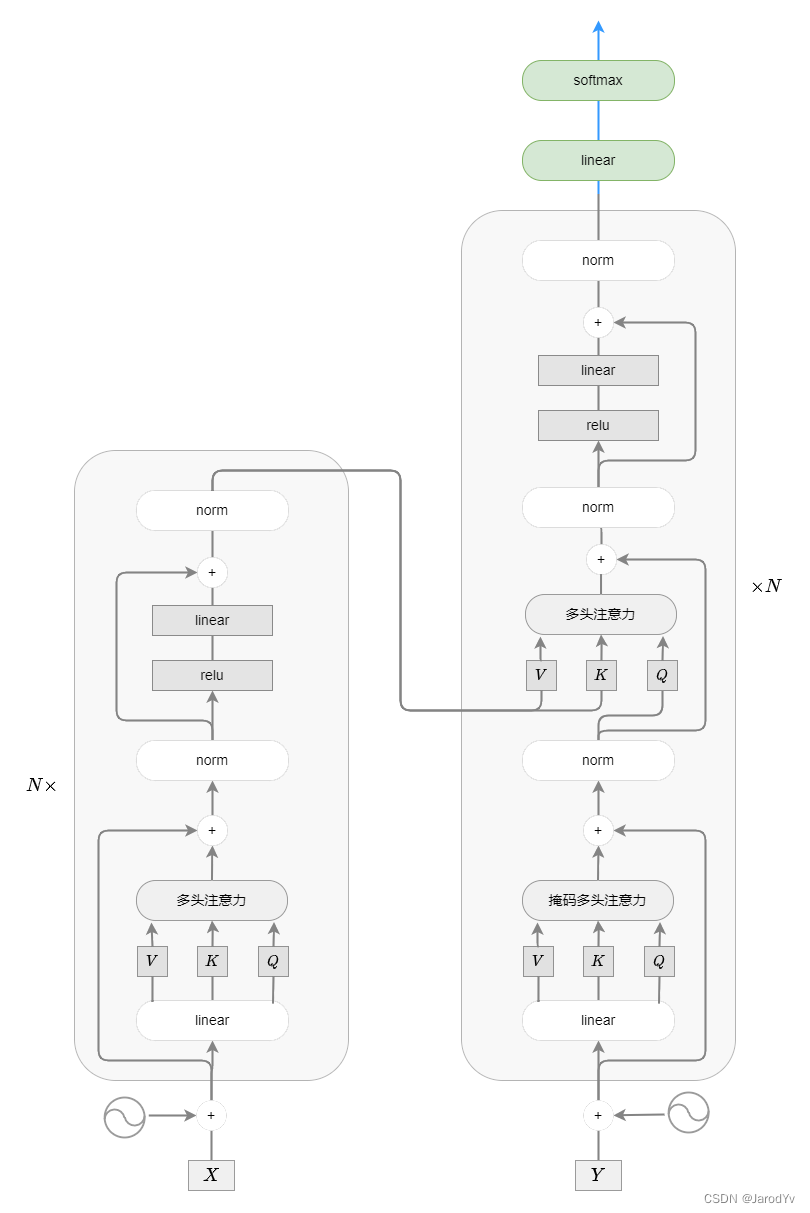 softmax
linear
norm
+
linear
relu
norm
+
多头注意力
V K Q
norm
+
掩码多头注意力
V K Q
linear
+
Y
×N
norm
+
linear
relu
norm
+
多头注意力
V K Q
linear
+
X
N×
CSDN @JarodYv